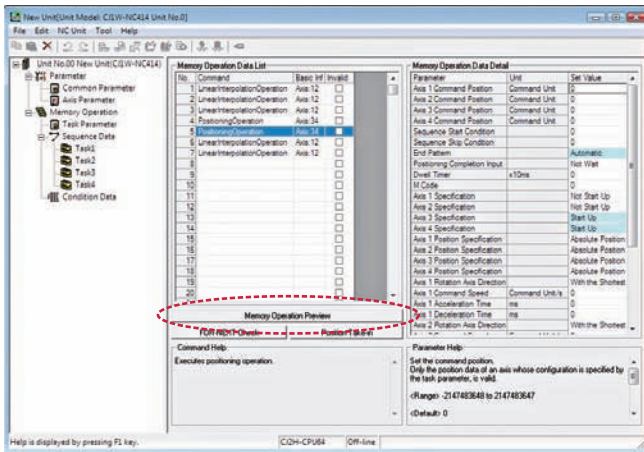 New Unit[Unit Model: CJ1W-NC414 Unit No.0]
File Edit NC Unit Tool Help
Unit No.00 New Unit(CJ1W-NC414)
Parameter
Common Parameter
Axis Parameter
Memory Operation
Task Parameter
Sequence Data
Task1
Task2
Task3
Task4
Condition Data
Memory Operation Data List
No. Command Basic Inf Invalid
1 LinearInterpolationOperation Axis:12
2 LinearInterpolationOperation Axis:12
3 LinearInterpolationOperation Axis:12
4 PositioningOperation Axis:34
5 PositioningOperation Axis:34
6 LinearInterpolationOperation Axis:12
7 LinearInterpolationOperation Axis:12
8
9
10
11
12
13
14
15
16
17
18
19
20
Memory Operation Preview
FOR-NEXT Check
Position
Command Help
Executes positioning operation.
Memory Operation Data Detail
Parameter Unit Set Value
Axis 1 Command Position Command Unit 0
Axis 2 Command Position Command Unit 0
Axis 3 Command Position Command Unit 0
Axis 4 Command Position Command Unit 0
Sequence Start Condition 0
Sequence Skip Condition 0
End Pattern Automatic
Positioning Completion Input Not Wait
Dwell Timer x10ms 0
M Code 0
Axis 1 Specification Not Start Up
Axis 2 Specification Not Start Up
Axis 3 Specification Start Up
Axis 4 Specification Start Up
Axis 1 Position Specification Absolute Position
Axis 2 Position Specification Absolute Position
Axis 3 Position Specification Absolute Position
Axis 4 Position Specification Absolute Position
Axis 1 Rotation Axis Direction With the Shortest
Axis 1 Command Speed Command Unit/s 0
Axis 1 Acceleration Time ms 0
Axis 1 Deceleration Time ms 0
Axis 2 Rotation Axis Direction With the Shortest
Parameter Help
Set the command position.
Only the position data of an axis whose configuration is specified by
the task parameter, is valid.
<Range> -2147483648 to 2147483647
<Default> 0
Help is displayed by pressing F1 key.
CJ2H-CPU64
Off-line